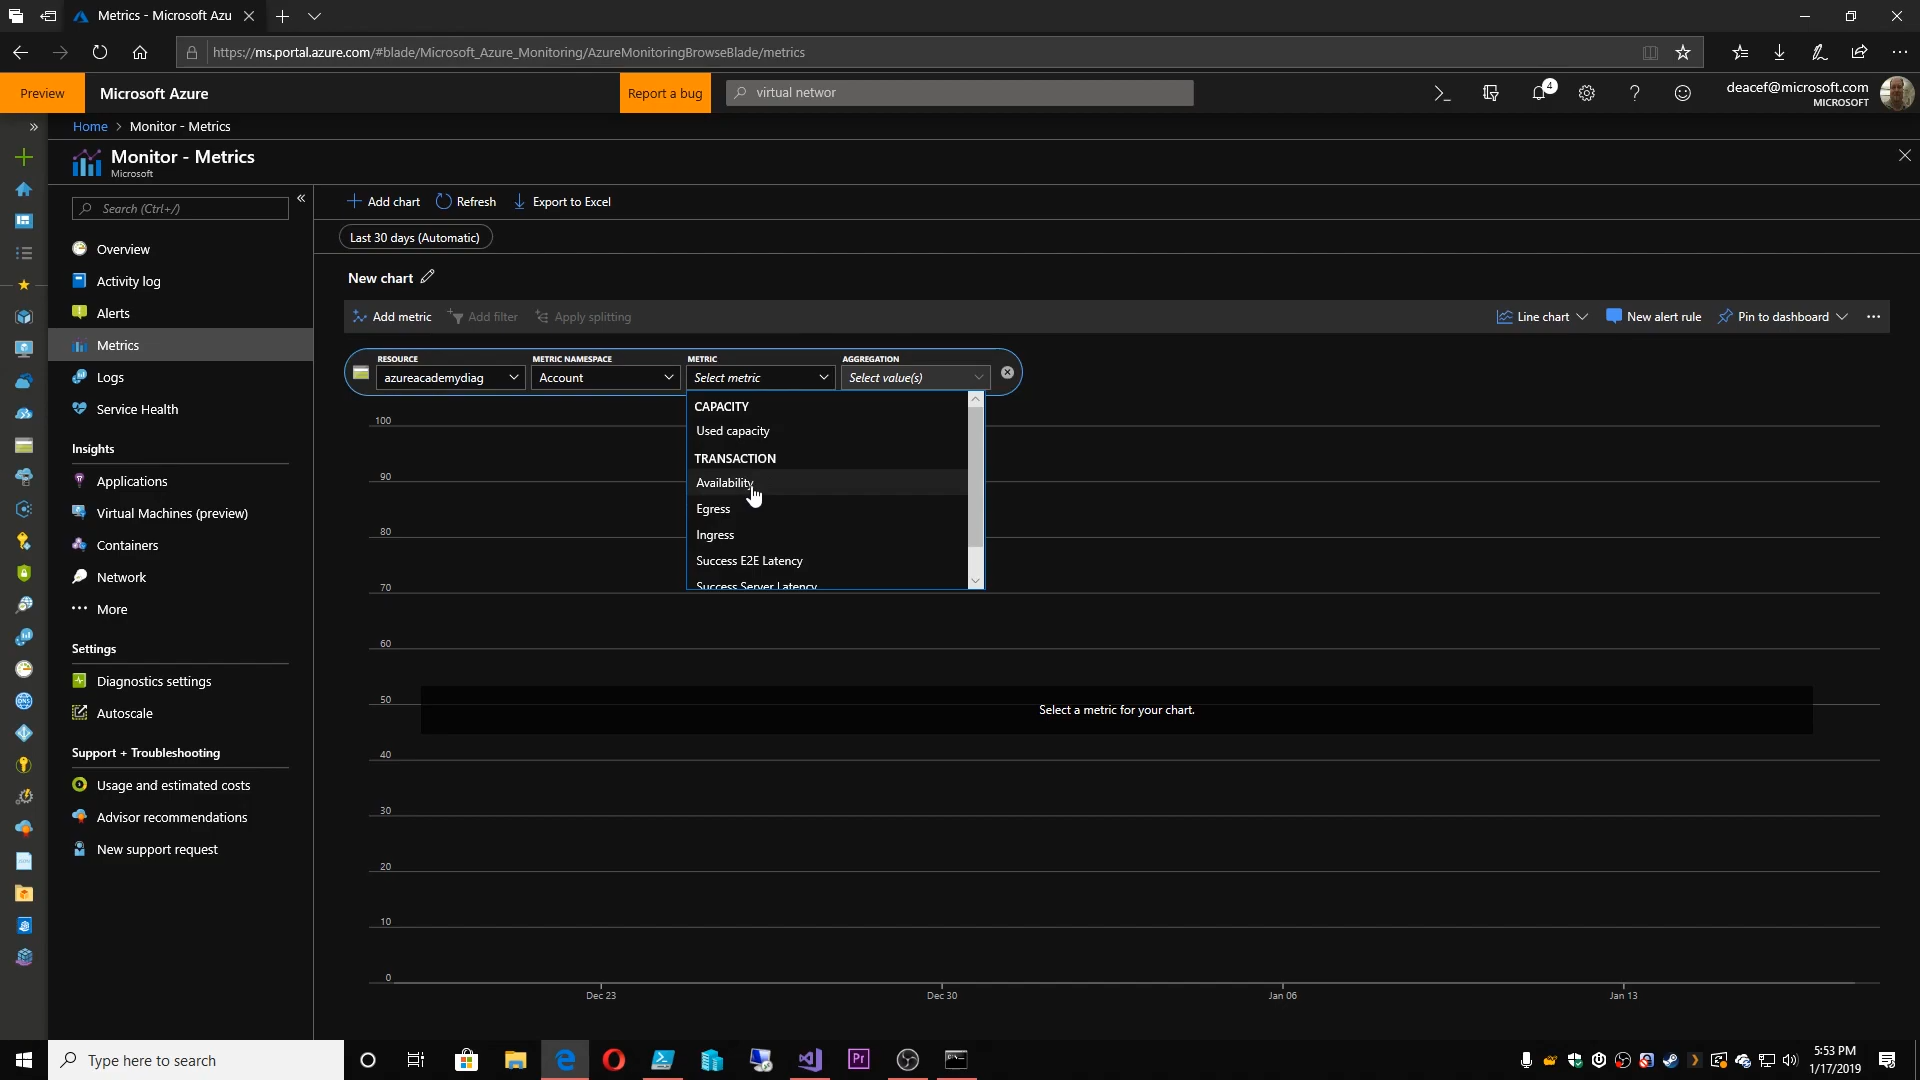 Metrics - Microsoft Azu
https://ms.portal.azure.com/#blade/Microsoft_Azure_Monitoring/AzureMonitoringBrowseBlade/metrics
Preview
Microsoft Azure
Report a bug
virtual networ
4
deacef@microsoft.com
MICROSOFT
Home > Monitor - Metrics
Monitor - Metrics
Microsoft
Search (Ctrl+/)
Overview
Activity log
Alerts
Metrics
Logs
Service Health
Insights
Applications
Virtual Machines (preview)
Containers
Network
More
Settings
Diagnostics settings
Autoscale
Support + Troubleshooting
Usage and estimated costs
Advisor recommendations
New support request
Add chart
Refresh
Export to Excel
Last 30 days (Automatic)
New chart
Add metric
Add filter
Apply splitting
Line chart
New alert rule
Pin to dashboard
RESOURCE
azureacademydiag
METRIC NAMESPACE
Account
METRIC
Select metric
AGGREGATION
Select value(s)
CAPACITY
Used capacity
TRANSACTION
Availability
Egress
Ingress
Success E2E Latency
Success Server Latency
100
90
80
70
60
50
40
30
20
10
0
Select a metric for your chart.
Dec 23
Dec 30
Jan 06
Jan 13
Type here to search
Pr
5:53 PM
1/17/2019